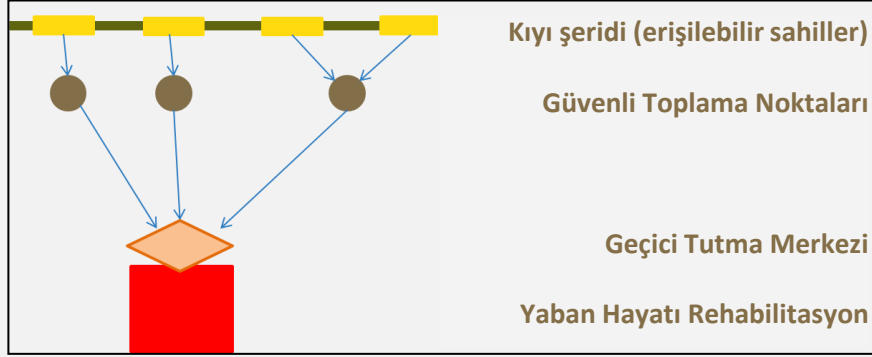 Kıyı şeridi (erişilebilir sahiller)
Güvenli Toplama Noktaları
Geçici Tutma Merkezi
Yaban Hayatı Rehabilitasyon